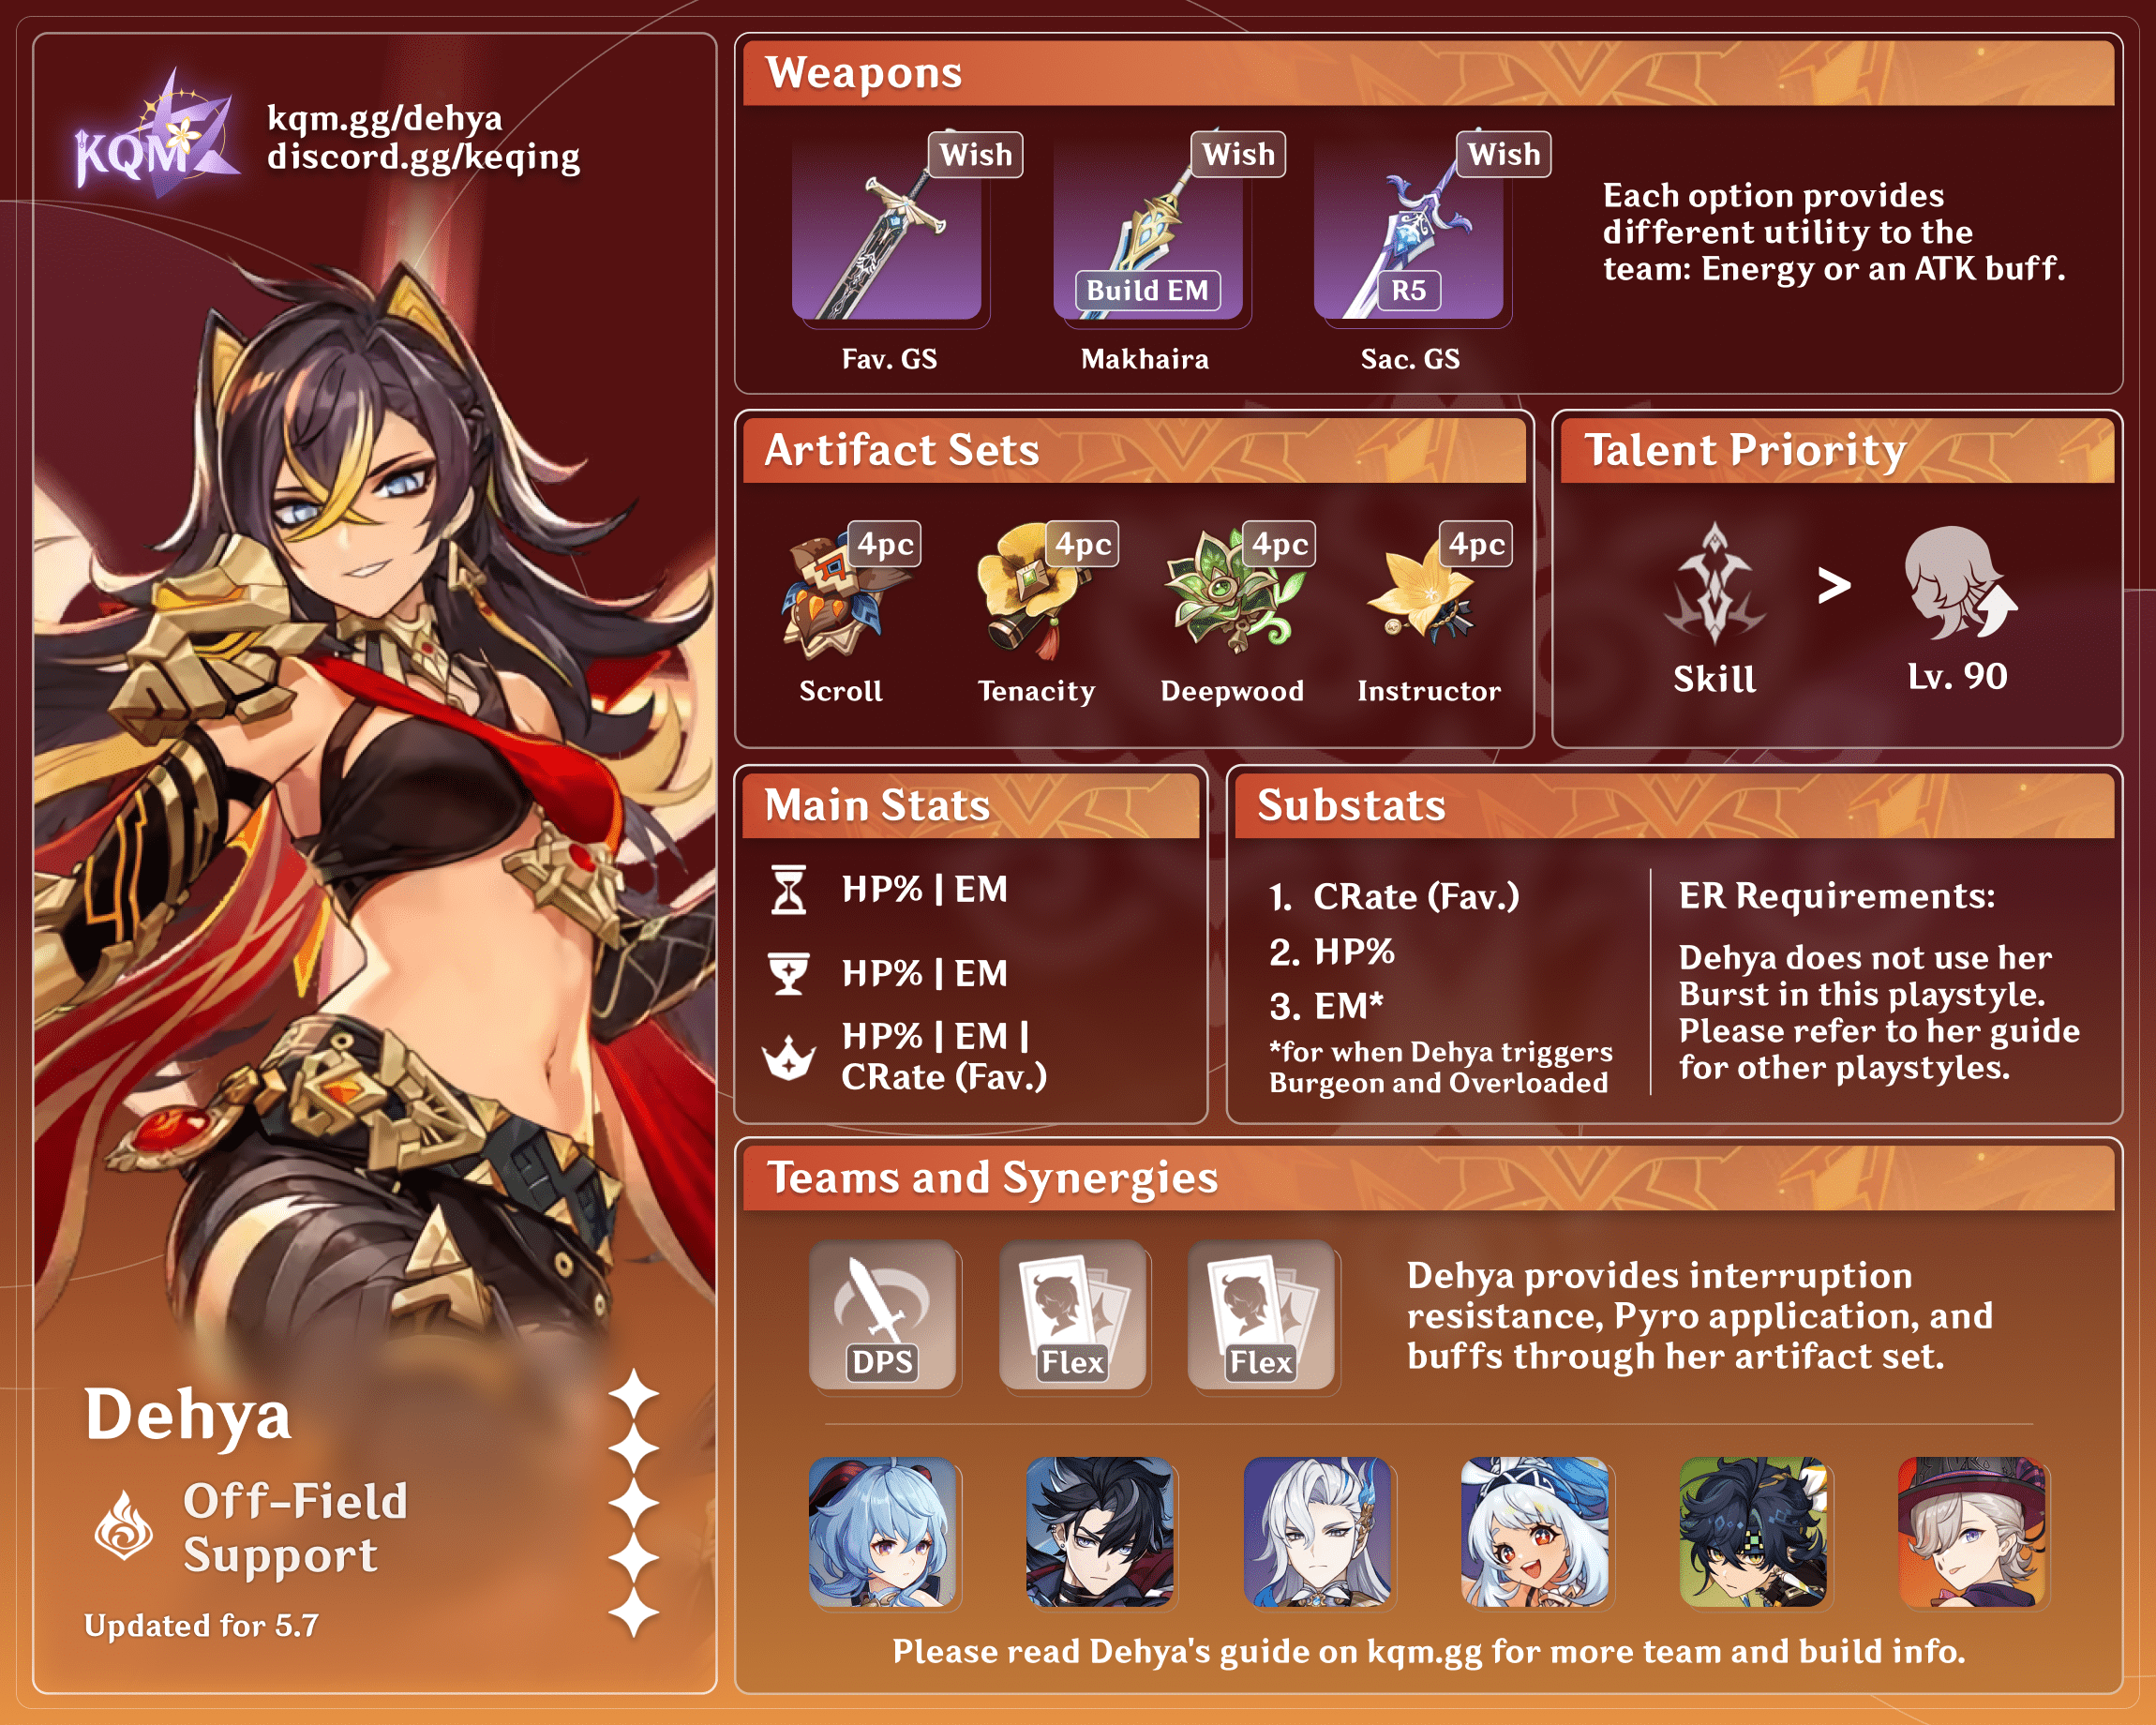 KQM
kqm.gg/dehya
discord.gg/keqing
Dehya
Off-Field
Support
Updated for 5.7
Weapons
Wish
Wish
Wish
Build EM
R5
Fav. GS
Makhaira
Sac. GS
Each option provides
different utility to the
team: Energy or an ATK buff.
Artifact Sets
4pc
4pc
4pc
4pc
Scroll
Tenacity
Deepwood
Instructor
Talent Priority
>
Skill
Lv. 90
Main Stats
HP% | EM
HP% | EM
HP% | EM |
CRate (Fav.)
Substats
1. CRate (Fav.)
2. HP%
3. EM*
*for when Dehya triggers
Burgeon and Overloaded
ER Requirements:
Dehya does not use her
Burst in this playstyle.
Please refer to her guide
for other playstyles.
Teams and Synergies
DPS
Flex
Flex
Dehya provides interruption
resistance, Pyro application, and
buffs through her artifact set.
Please read Dehya's guide on kqm.gg for more team and build info.